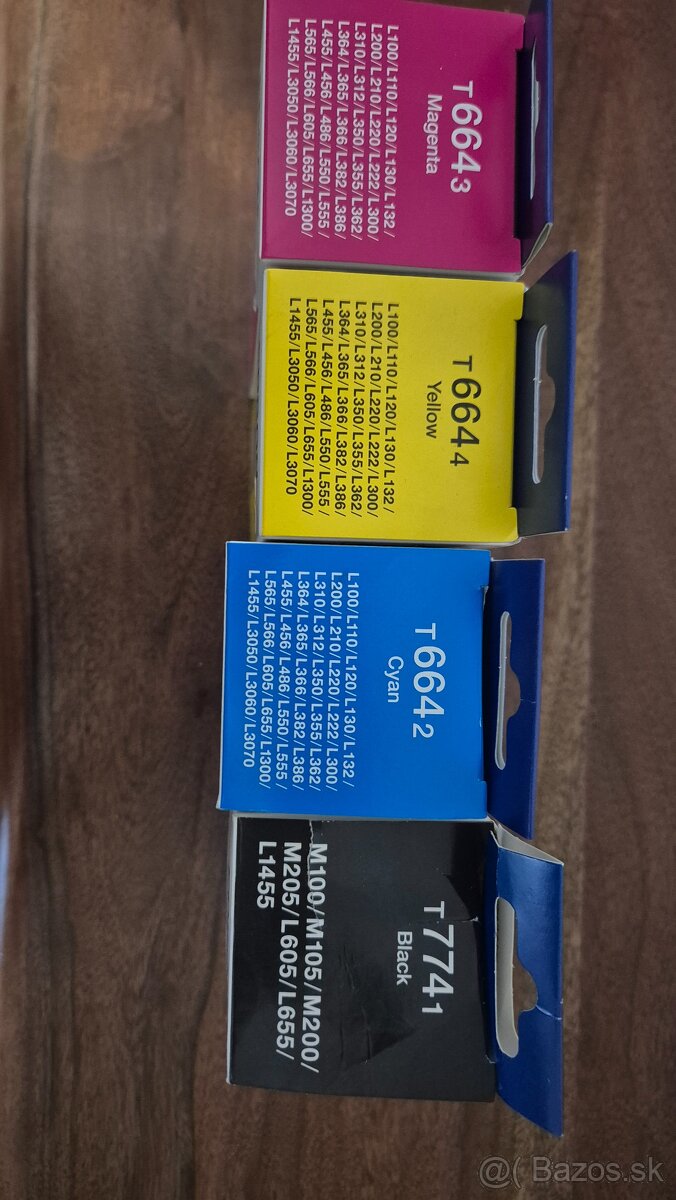 T6643
Magenta
L100/L110/L120/L130/L132/
L200/L210/L220/L222/L300/
L310/L312/L350/L355/L362/
L364/L365/L366/L382/L386/
L455/L456/L486/L550/L555/
L565/L566/L605/L655/L1300/
L1455/L3050/L3060/L3070
T6644
Yellow
L100/L110/L120/L130/L132/
L200/L210/L220/L222/L300/
L310/L312/L350/L355/L362/
L364/L365/L366/L382/L386/
L455/L456/L486/L550/L555/
L565/L566/L605/L655/L1300/
L1455/L3050/L3060/L3070
T6642
Cyan
L100/L110/L120/L130/L132/
L200/L210/L220/L222/L300/
L310/L312/L350/L355/L362/
L364/L365/L366/L382/L386/
L455/L456/L486/L550/L555/
L565/L566/L605/L655/L1300/
L1455/L3050/L3060/L3070
T7741
Black
M100/M105/M200/
M205/L605/L655/
L1455
@( Bazos.sk